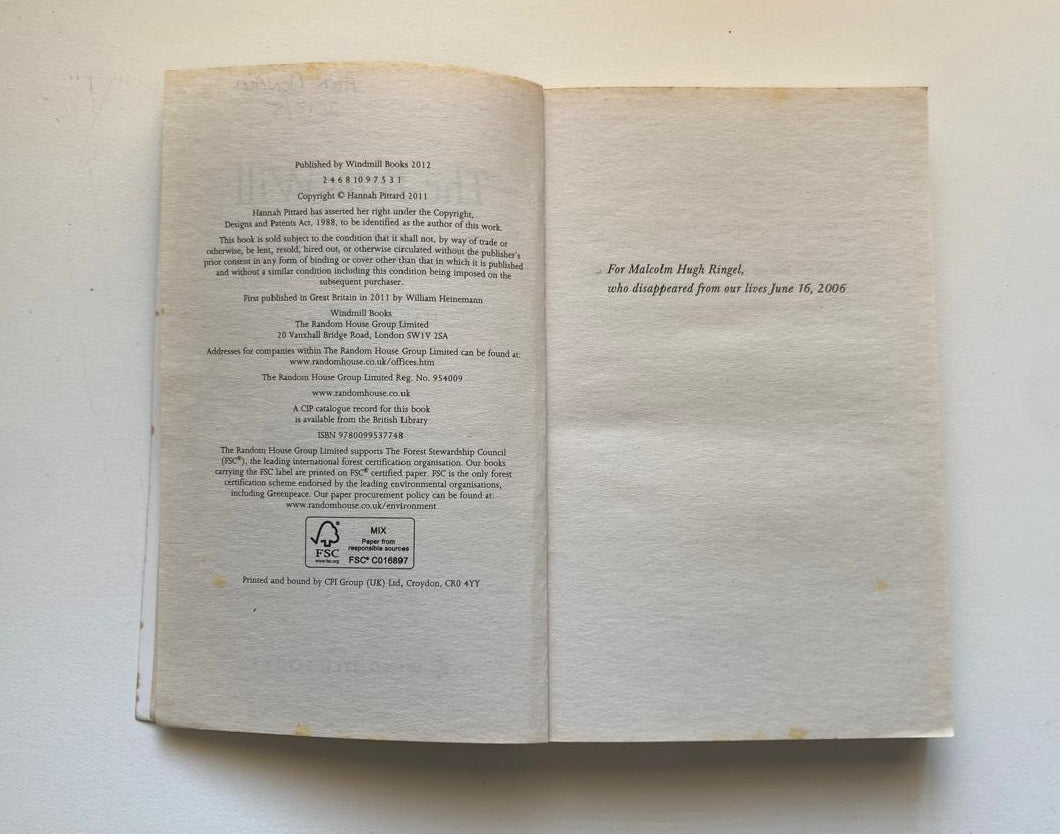 Published by Windmill Books 2012
2 4 6 8 10 9 7 5 3 1
Copyright © Hannah Pittard 2011
Hannah Pittard has asserted her right under the Copyright,
Designs and Patents Act, 1988, to be identified as the author of this work.
This book is sold subject to the condition that it shall not, by way of trade or
otherwise, be lent, resold, hired out, or otherwise circulated without the publisher's
prior consent in any form of binding or cover other than that in which it is published
and without a similar condition including this condition being imposed on the
subsequent purchaser.
First published in Great Britain in 2011 by William Heinemann
Windmill Books
The Random House Group Limited
20 Vauxhall Bridge Road, London SW1V 2SA
Addresses for companies within The Random House Group Limited can be found at:
www.randomhouse.co.uk/offices.htm
The Random House Group Limited Reg. No. 954009
www.randomhouse.co.uk
A CIP catalogue record for this book
is available from the British Library
ISBN 9780099537748
The Random House Group Limited supports The Forest Stewardship Council
(FSC®), the leading international forest certification organisation. Our books
carrying the FSC label are printed on FSC® certified paper. FSC is the only forest
certification scheme endorsed by the leading environmental organisations,
including Greenpeace. Our paper procurement policy can be found at:
www.randomhouse.co.uk/environment
FSC
www.fsc.org
MIX
Paper from
responsible sources
FSC® C016897
Printed and bound by CPI Group (UK) Ltd, Croydon, CR0 4YY
For Malcolm Hugh Ringel,
who disappeared from our lives June 16, 2006